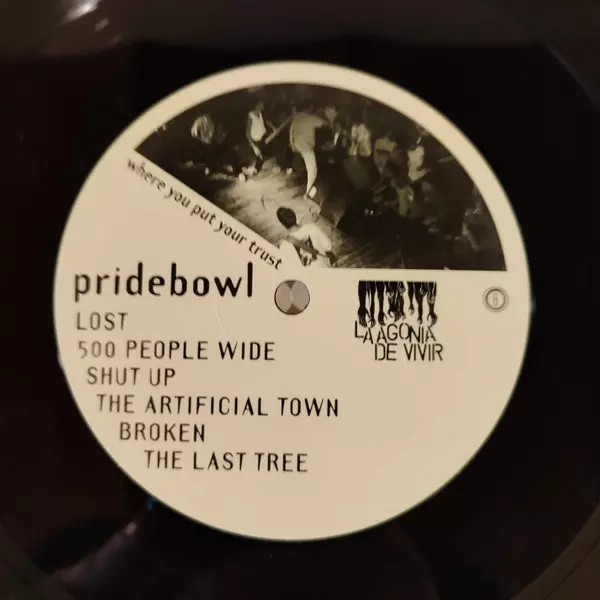 where you put your trust
pridebowl
LOST
500 PEOPLE WIDE
SHUT UP
THE ARTIFICIAL TOWN
BROKEN
THE LAST TREE
LA AGONIA
DE VIVIR